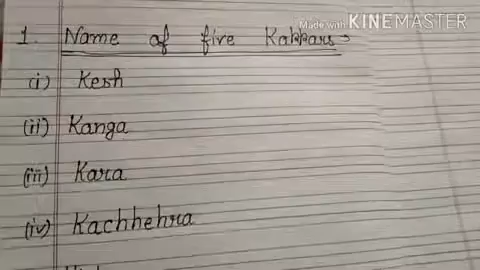 Made with KINEMASTER
1. Name of five Kakkars
(i) Kesh
(ii) Kanga
(iii) Kara
(iv) Kachhehra